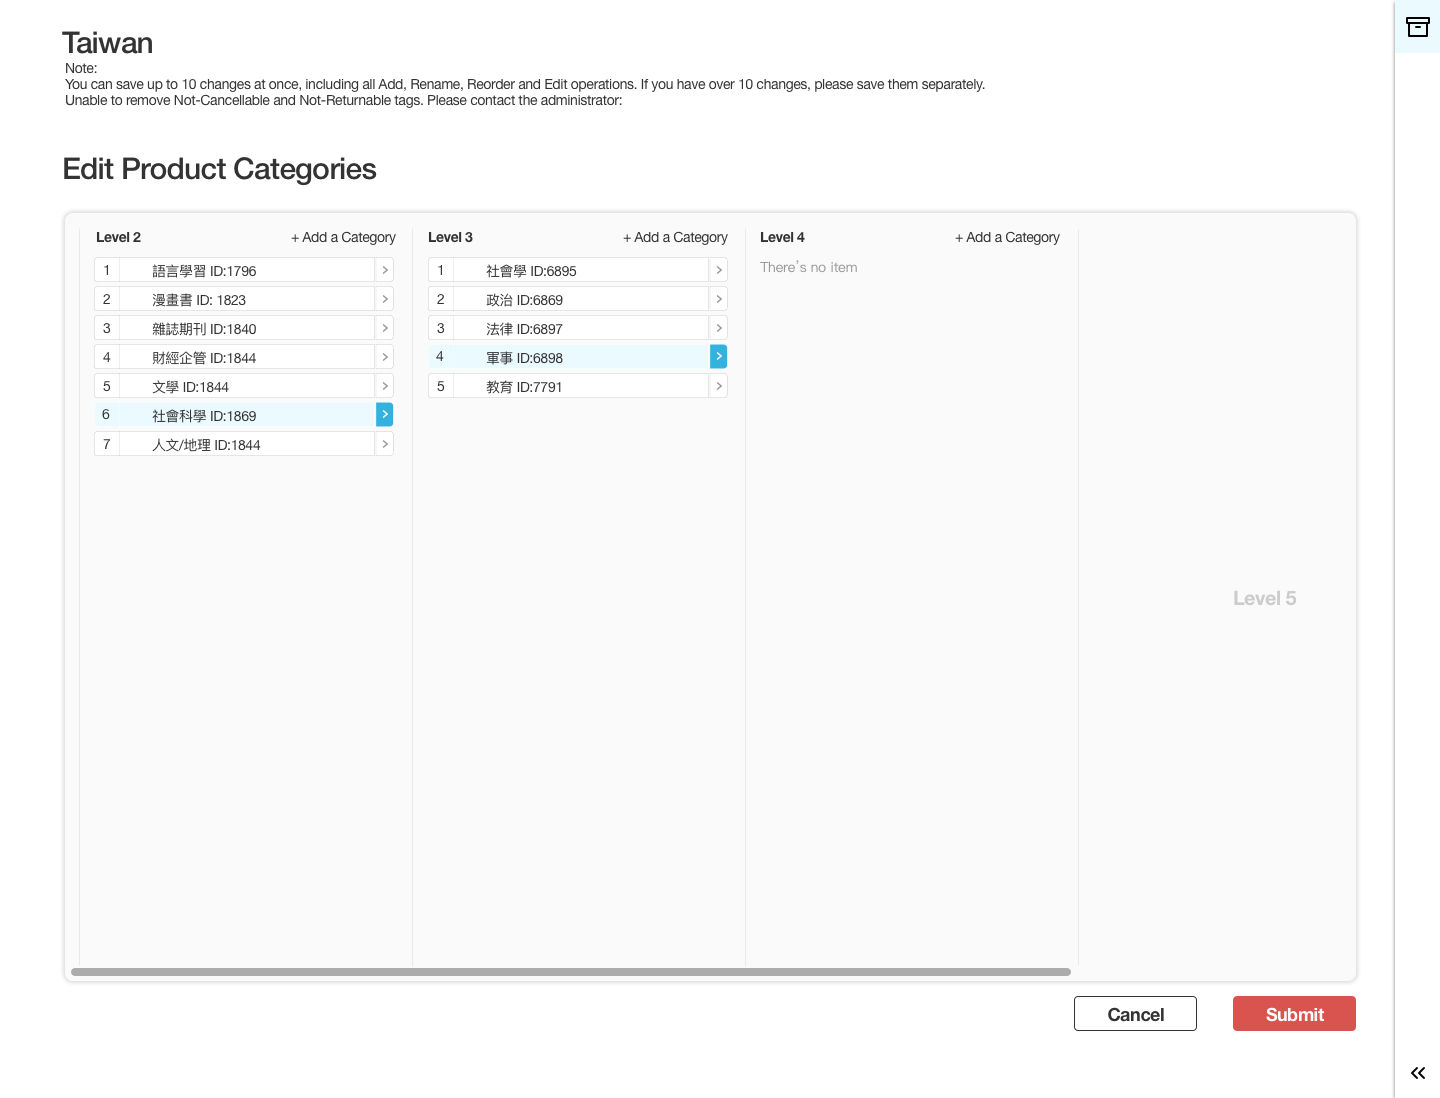 Taiwan
Note:
You can save up to 10 changes at once, including all Add, Rename, Reorder and Edit operations. If you have over 10 changes, please save them separately.
Unable to remove Not-Cancellable and Not-Returnable tags. Please contact the administrator:
Edit Product Categories
Level 2
+ Add a Category
1 語言學習 ID:1796
2 漫畫書 ID: 1823
3 雜誌期刊 ID:1840
4 財經企管 ID:1844
5 文學 ID:1844
6 社會科學 ID:1869
7 人文/地理 ID:1844
Level 3
+ Add a Category
1 社會學 ID:6895
2 政治 ID:6869
3 法律 ID:6897
4 軍事 ID:6898
5 教育 ID:7791
Level 4
+ Add a Category
There's no item
Level 5
Cancel
Submit